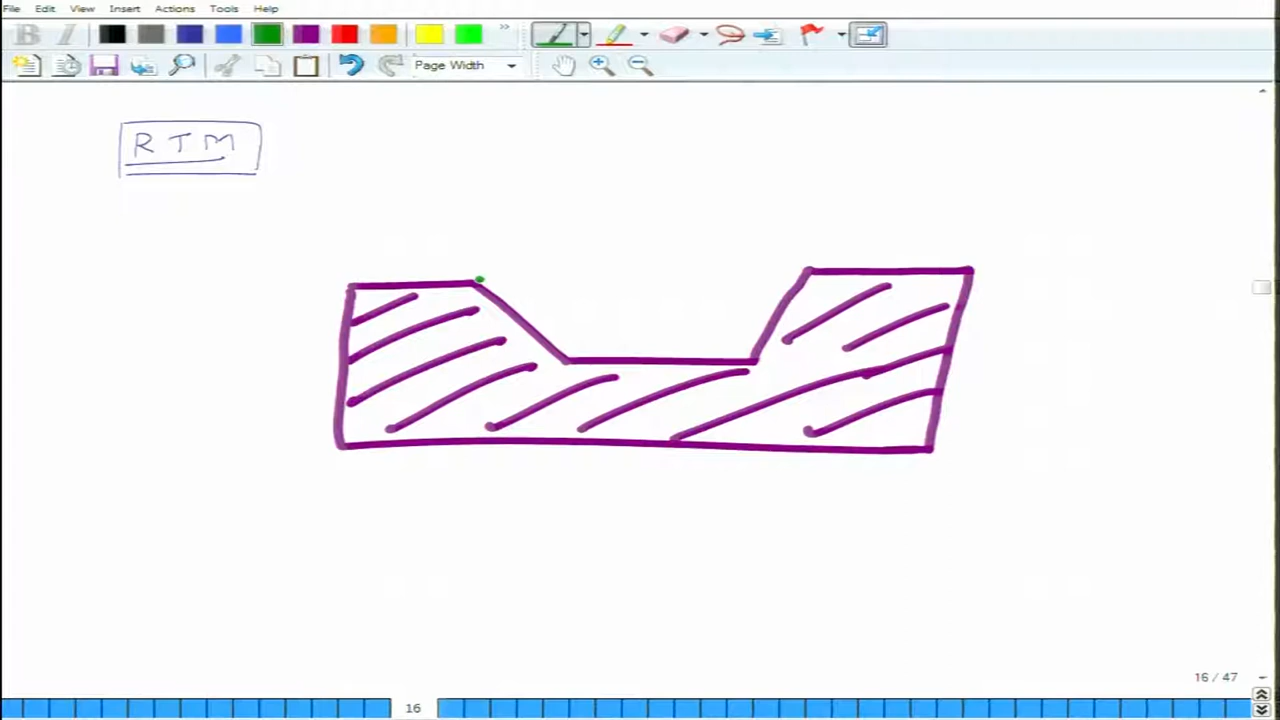 File Edit View Insert Actions Tools Help
B I
Page Width
RTM
16 / 47
16